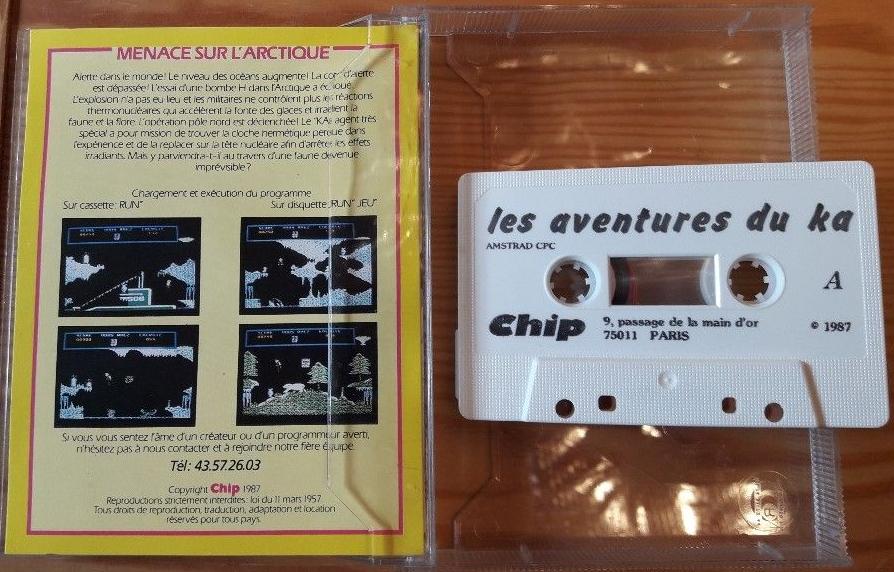 MENACE SUR L'ARCTIQUE
Alerte dans le monde! Le niveau des océans augmente! La cote d'alerte
est dépassée! L'essai d'une bombe H dans l'Arctique a échoué.
L'explosion n'a pas eu lieu et les militaires ne contrôlent plus les réactions
thermonucléaires qui accélèrent la fonte des glaces et irradient la
faune et la flore. L'opération pôle nord est déclenchée! Le "KA" agent très
spécial a pour mission de trouver la cloche hermétique perdue dans
l'expérience et de la replacer sur la tête nucléaire afin d'arrêter les effets
irradiants. Mais y parviendra-t-il au travers d'une faune devenue
imprévisible?
Chargement et exécution du programme
Sur cassette: RUN" Sur disquette: RUN" JEU"
Si vous vous sentez l'âme d'un créateur ou d'un programmeur averti,
n'hésitez pas à nous contacter et à rejoindre notre fière équipe.
Tél: 43.57.26.03
Copyright Chip 1987
Reproductions strictement interdites: loi du 11 mars 1957.
Tous droits de reproduction, traduction, adaptation et location
réservés pour tous pays.
les aventures du ka
AMSTRAD CPC
A
Chip
9, passage de la main d'or
75011 PARIS
© 1987